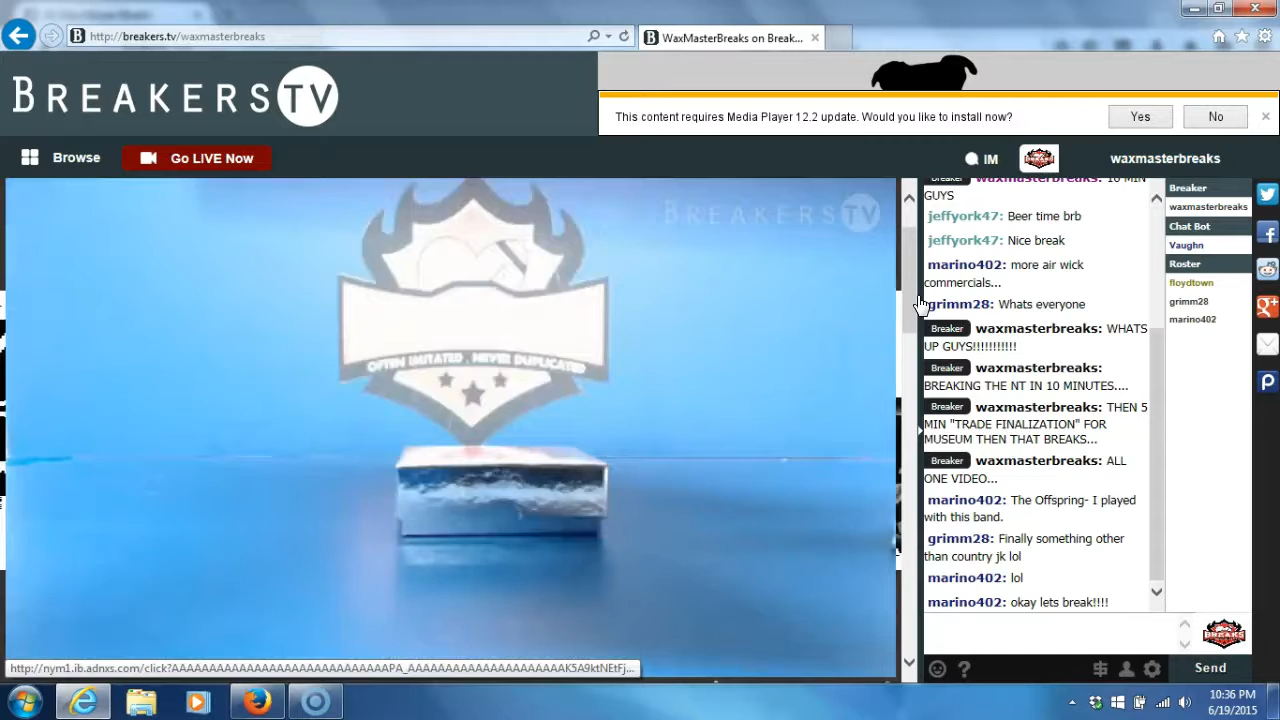 http://breakers.tv/waxmasterbreaks
WaxMasterBreaks on Break...
BREAKERS TV
This content requires Media Player 12.2 update. Would you like to install now?
Yes
No
Browse
Go LIVE Now
IM
waxmasterbreaks
BREAKERS TV
OFTEN IMITATED , NEVER DUPLICATED
Breaker waxmasterbreaks: 10 MIN
GUYS
jeffyork47: Beer time brb
jeffyork47: Nice break
marino402: more air wick
commercials...
grimm28: Whats everyone
Breaker waxmasterbreaks: WHATS
UP GUYS!!!!!!!!!!!
Breaker waxmasterbreaks:
BREAKING THE NT IN 10 MINUTES....
Breaker waxmasterbreaks: THEN 5
MIN "TRADE FINALIZATION" FOR
MUSEUM THEN THAT BREAKS...
Breaker waxmasterbreaks: ALL
ONE VIDEO...
marino402: The Offspring- I played
with this band.
grimm28: Finally something other
than country jk lol
marino402: lol
marino402: okay lets break!!!!
Breaker
waxmasterbreaks
Chat Bot
Vaughn
Roster
floydtown
grimm28
marino402
BREAKS
Send
10:36 PM
6/19/2015